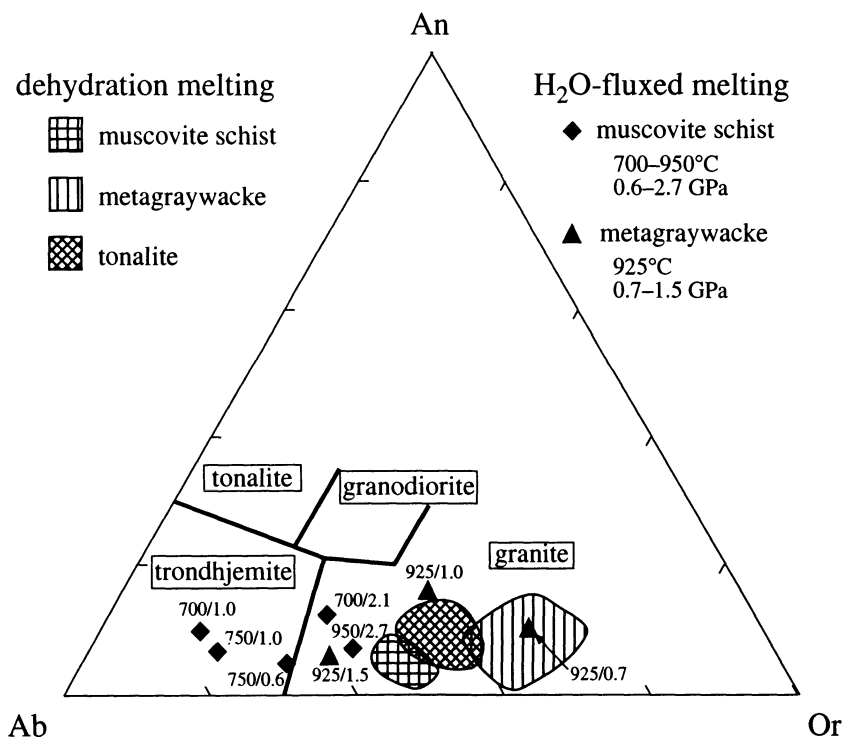 An
dehydration melting
muscovite schist
metagraywacke
tonalite
H₂O-fluxed melting
muscovite schist
700–950°C
0.6–2.7 GPa
metagraywacke
925°C
0.7–1.5 GPa
tonalite
granodiorite
granite
trondhjemite
925/1.0
700/1.0
700/2.1
750/1.0
950/2.7
750/0.6
925/1.5
925/0.7
Ab
Or